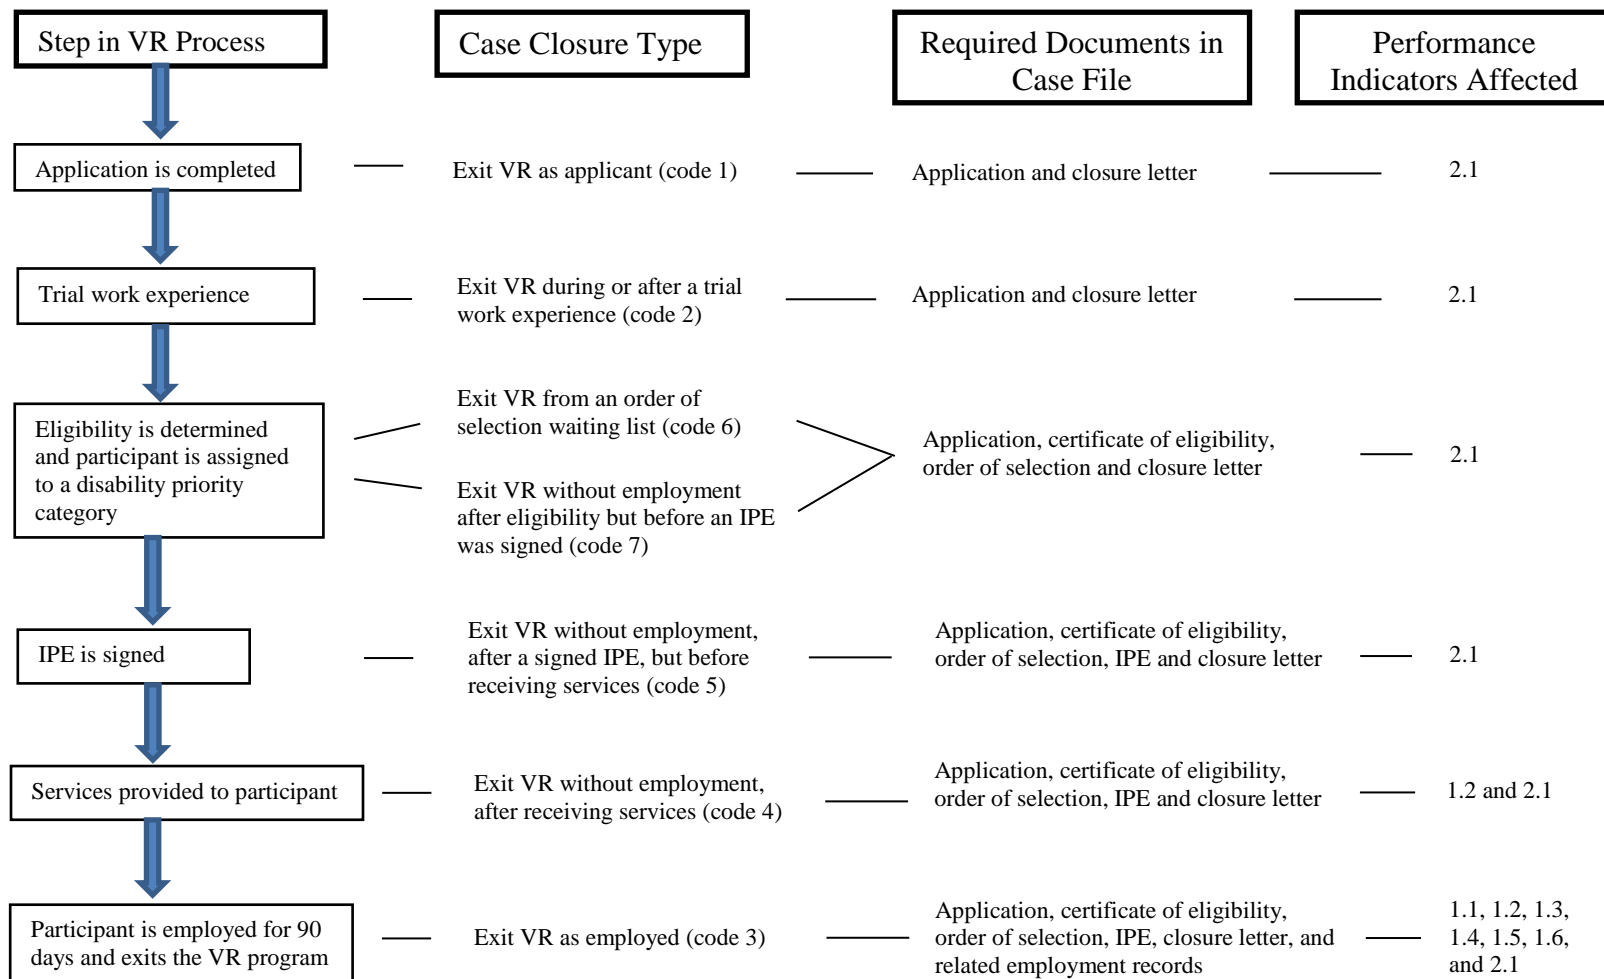 Step in VR Process
Case Closure Type
Required Documents in
Case File
Performance
Indicators Affected
Application is completed
Exit VR as applicant (code 1)
Application and closure letter
2.1
Trial work experience
Exit VR during or after a trial
work experience (code 2)
Application and closure letter
2.1
Eligibility is determined
and participant is assigned
to a disability priority
category
Exit VR from an order of
selection waiting list (code 6)
Exit VR without employment
after eligibility but before an IPE
was signed (code 7)
Application, certificate of eligibility,
order of selection and closure letter
2.1
IPE is signed
Exit VR without employment,
after a signed IPE, but before
receiving services (code 5)
Application, certificate of eligibility,
order of selection, IPE and closure letter
2.1
Services provided to participant
Exit VR without employment,
after receiving services (code 4)
Application, certificate of eligibility,
order of selection, IPE and closure letter
1.2 and 2.1
Participant is employed for 90
days and exits the VR program
Exit VR as employed (code 3)
Application, certificate of eligibility,
order of selection, IPE, closure letter, and
related employment records
1.1, 1.2, 1.3,
1.4, 1.5, 1.6,
and 2.1